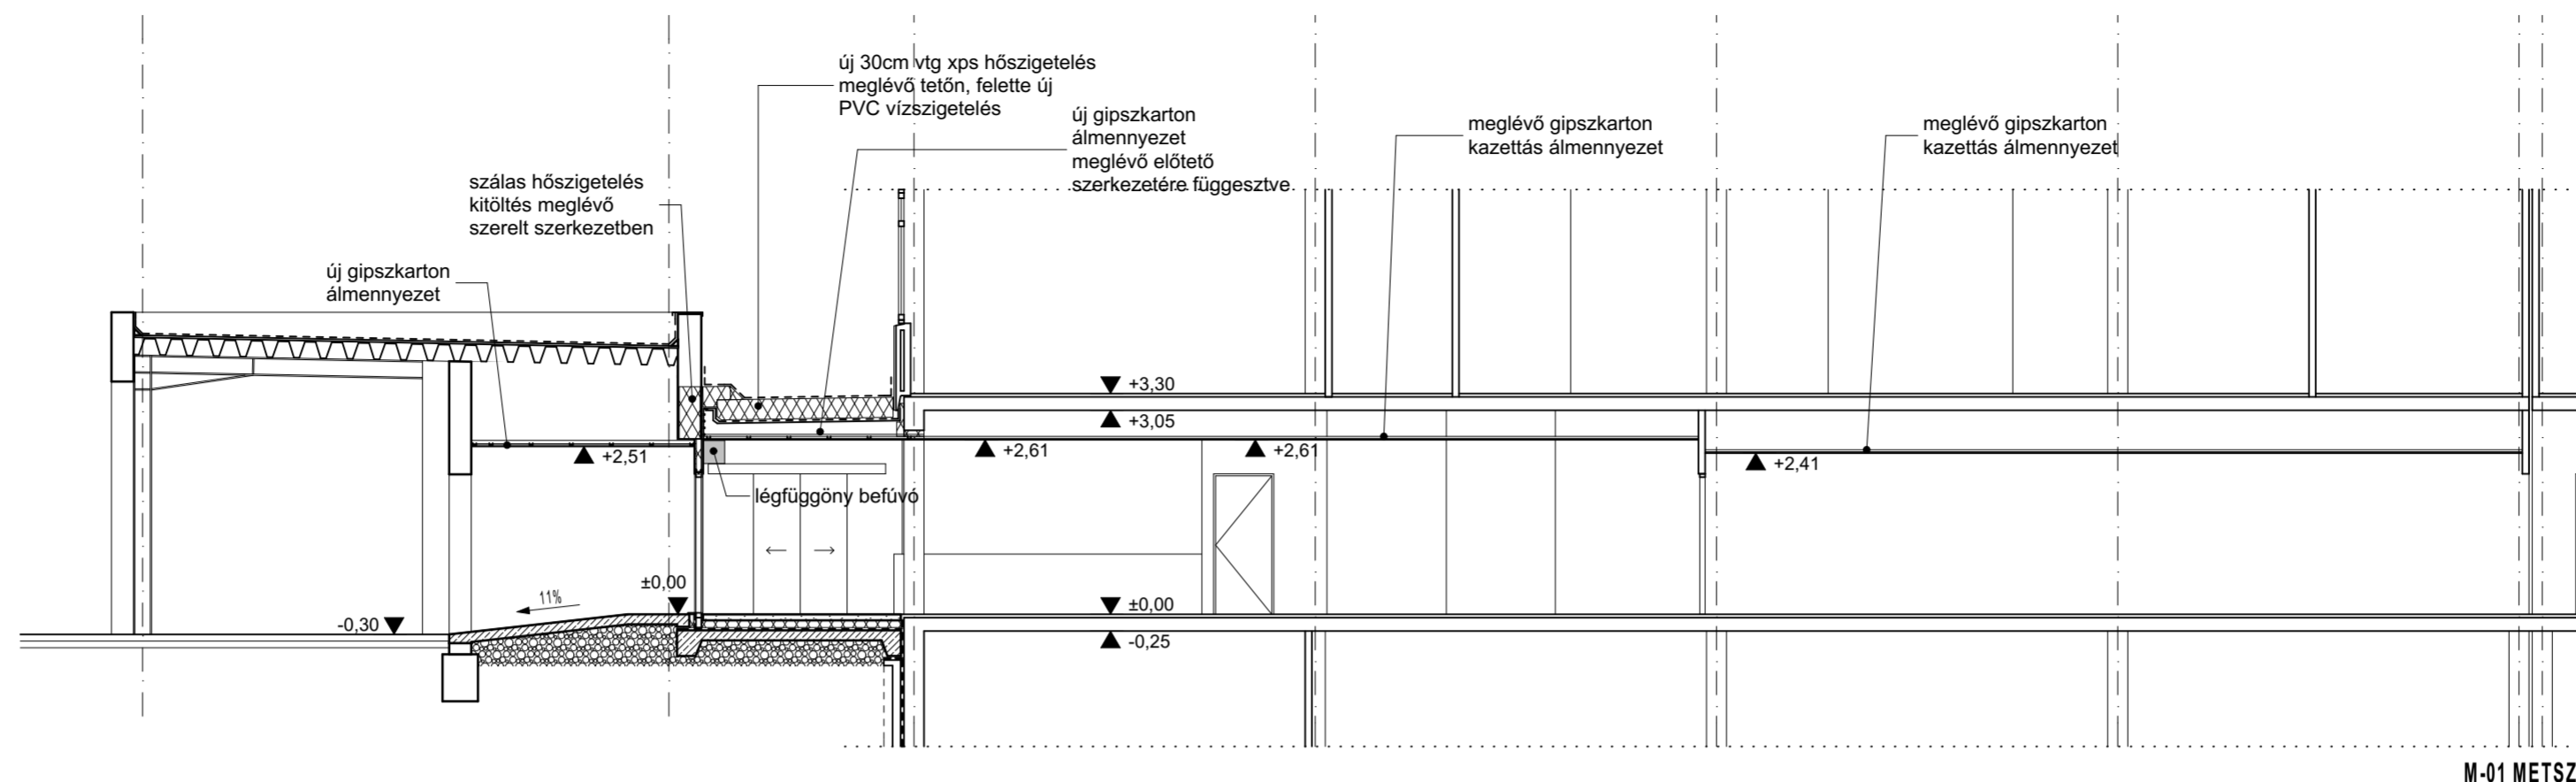 új 30cm vtg xps hőszigetelés
meglévő tetőn, felette új
PVC vízszigetelés
új gipszkarton
álmennyezet
meglévő előtető
szerkezetére függesztve
meglévő gipszkarton
kazettás álmennyezet
meglévő gipszkarton
kazettás álmennyezet
szálas hőszigetelés
kitöltés meglévő
szerelt szerkezetben
új gipszkarton
álmennyezet
+3,30
+3,05
+2,51
+2,61
+2,61
+2,41
légfüggöny befúvó
±0,00
11%
±0,00
-0,30
-0,25
M-01 METSZ